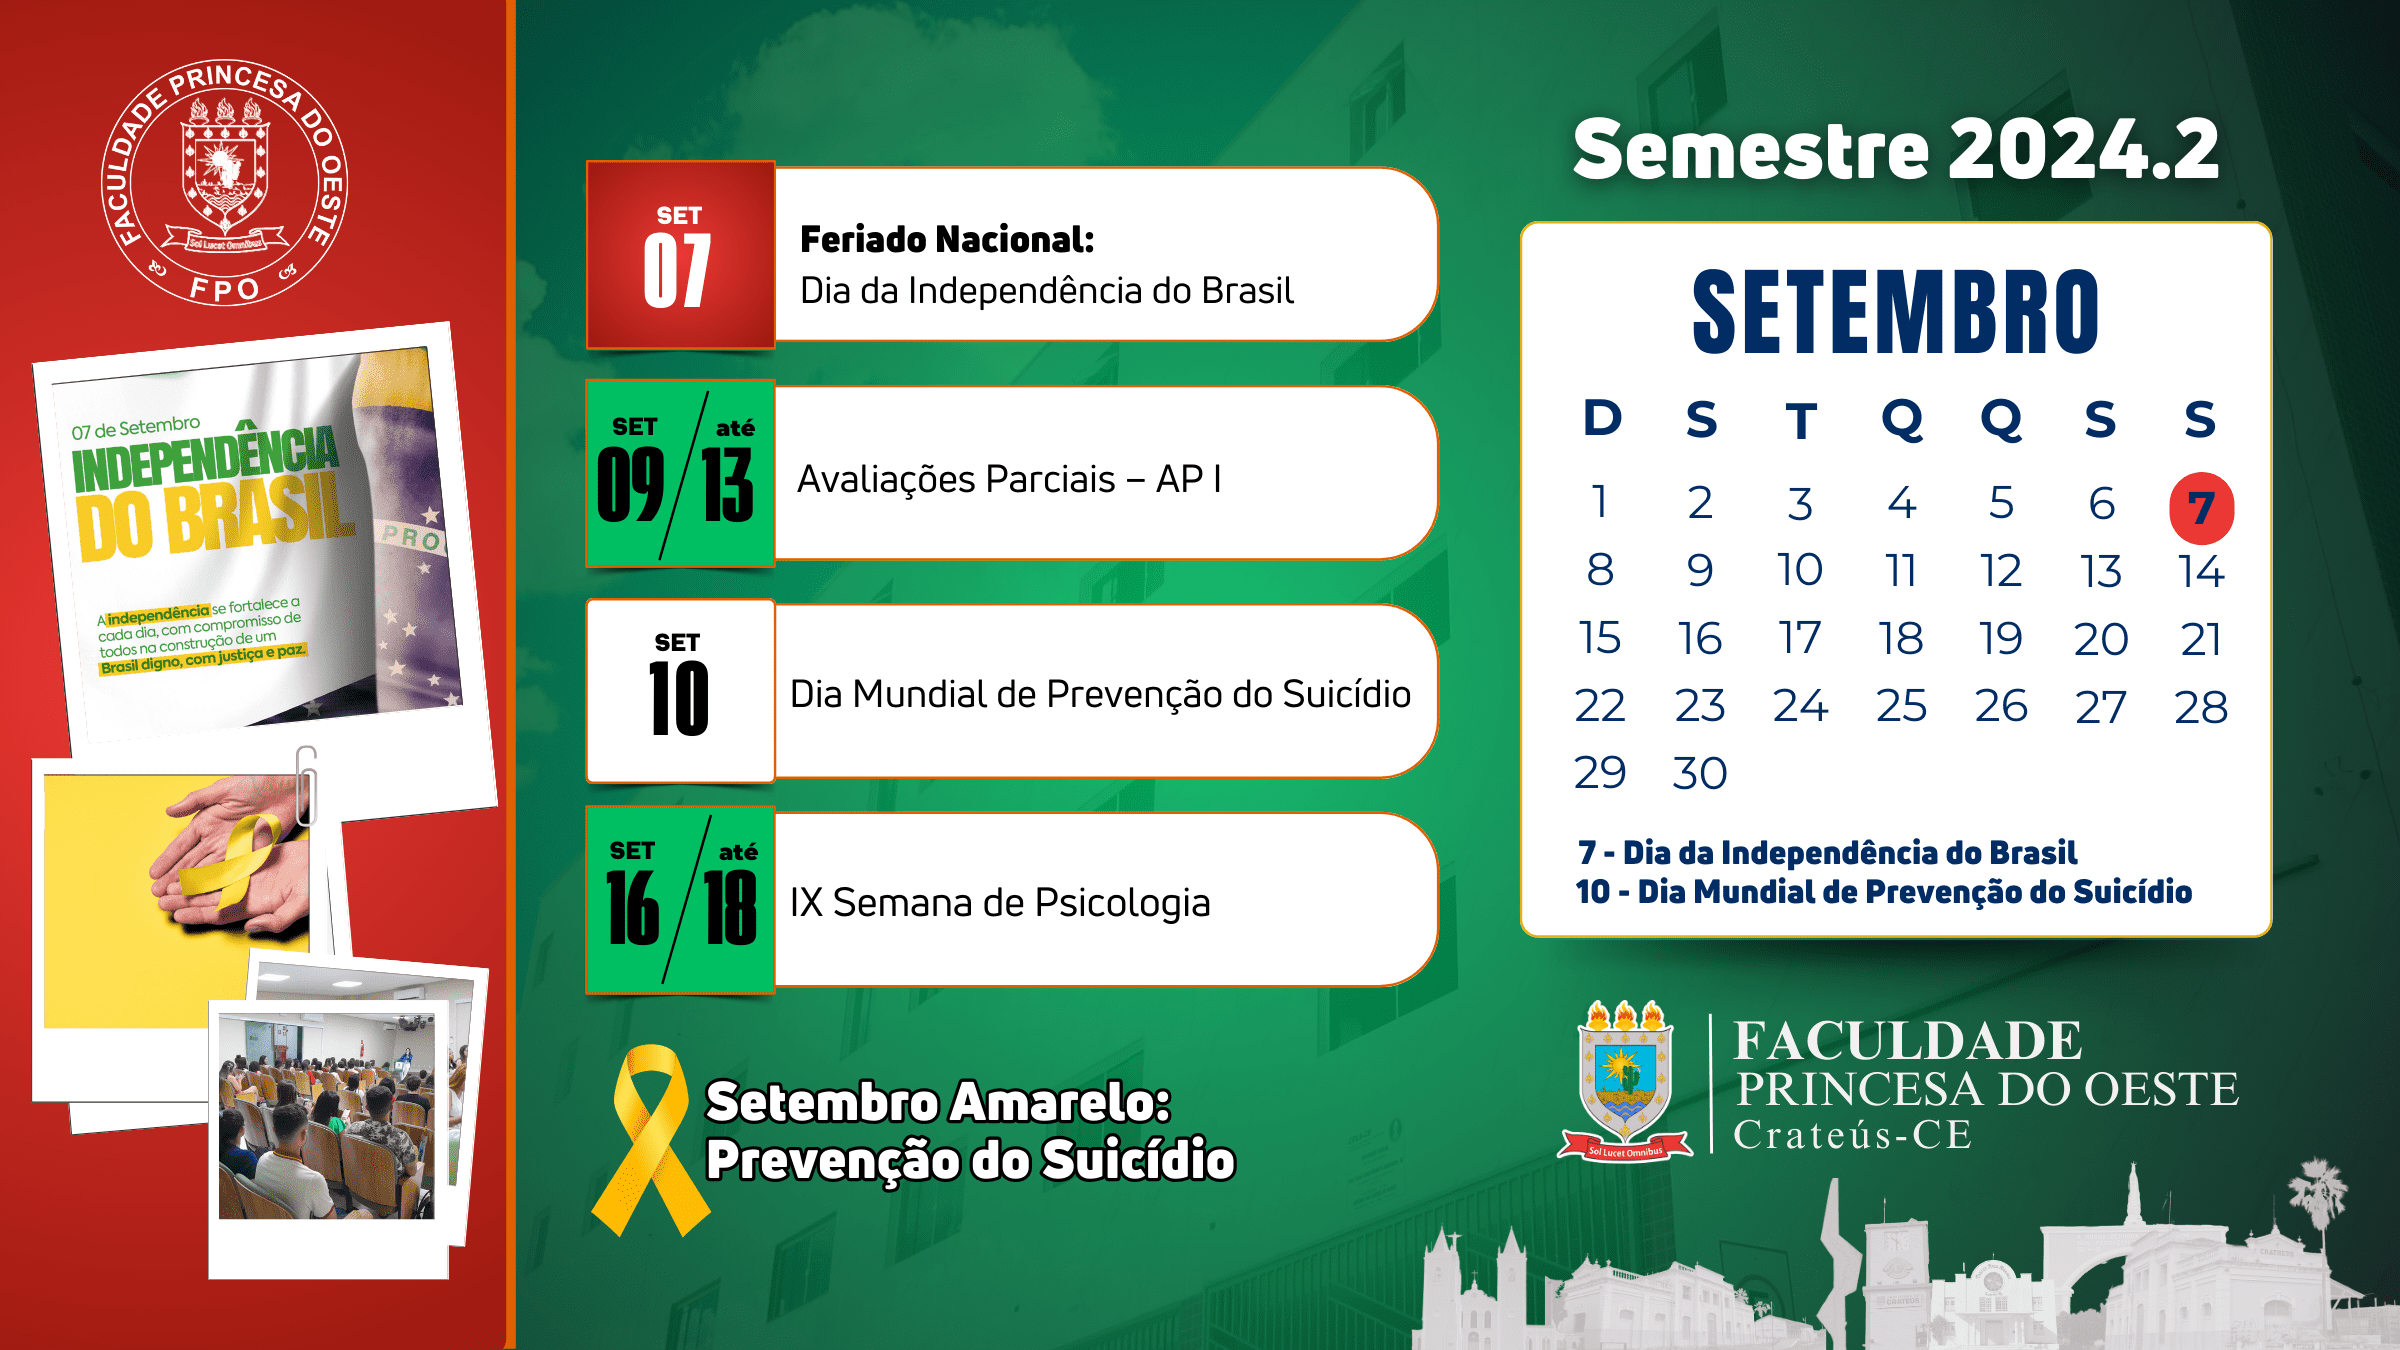 FACULDADE PRINCESA DO OESTE
Sol Lucet Omnibus
FPO
07 de Setembro
INDEPENDÊNCIA
DO BRASIL
A independência se fortalece a
cada dia, com compromisso de
todos na construção de um
Brasil digno, com justiça e paz.
PRO
SET
07
Feriado Nacional:
Dia da Independência do Brasil
SET até
09/13
Avaliações Parciais – AP I
SET
10
Dia Mundial de Prevenção do Suicídio
SET até
16/18
IX Semana de Psicologia
Setembro Amarelo:
Prevenção do Suicídio
Semestre 2024.2
SETEMBRO
D S T Q Q S S
1 2 3 4 5 6 7
8 9 10 11 12 13 14
15 16 17 18 19 20 21
22 23 24 25 26 27 28
29 30
7 - Dia da Independência do Brasil
10 - Dia Mundial de Prevenção do Suicídio
Sol Lucet Omnibus
FACULDADE
PRINCESA DO OESTE
Crateús-CE
CRATEUS